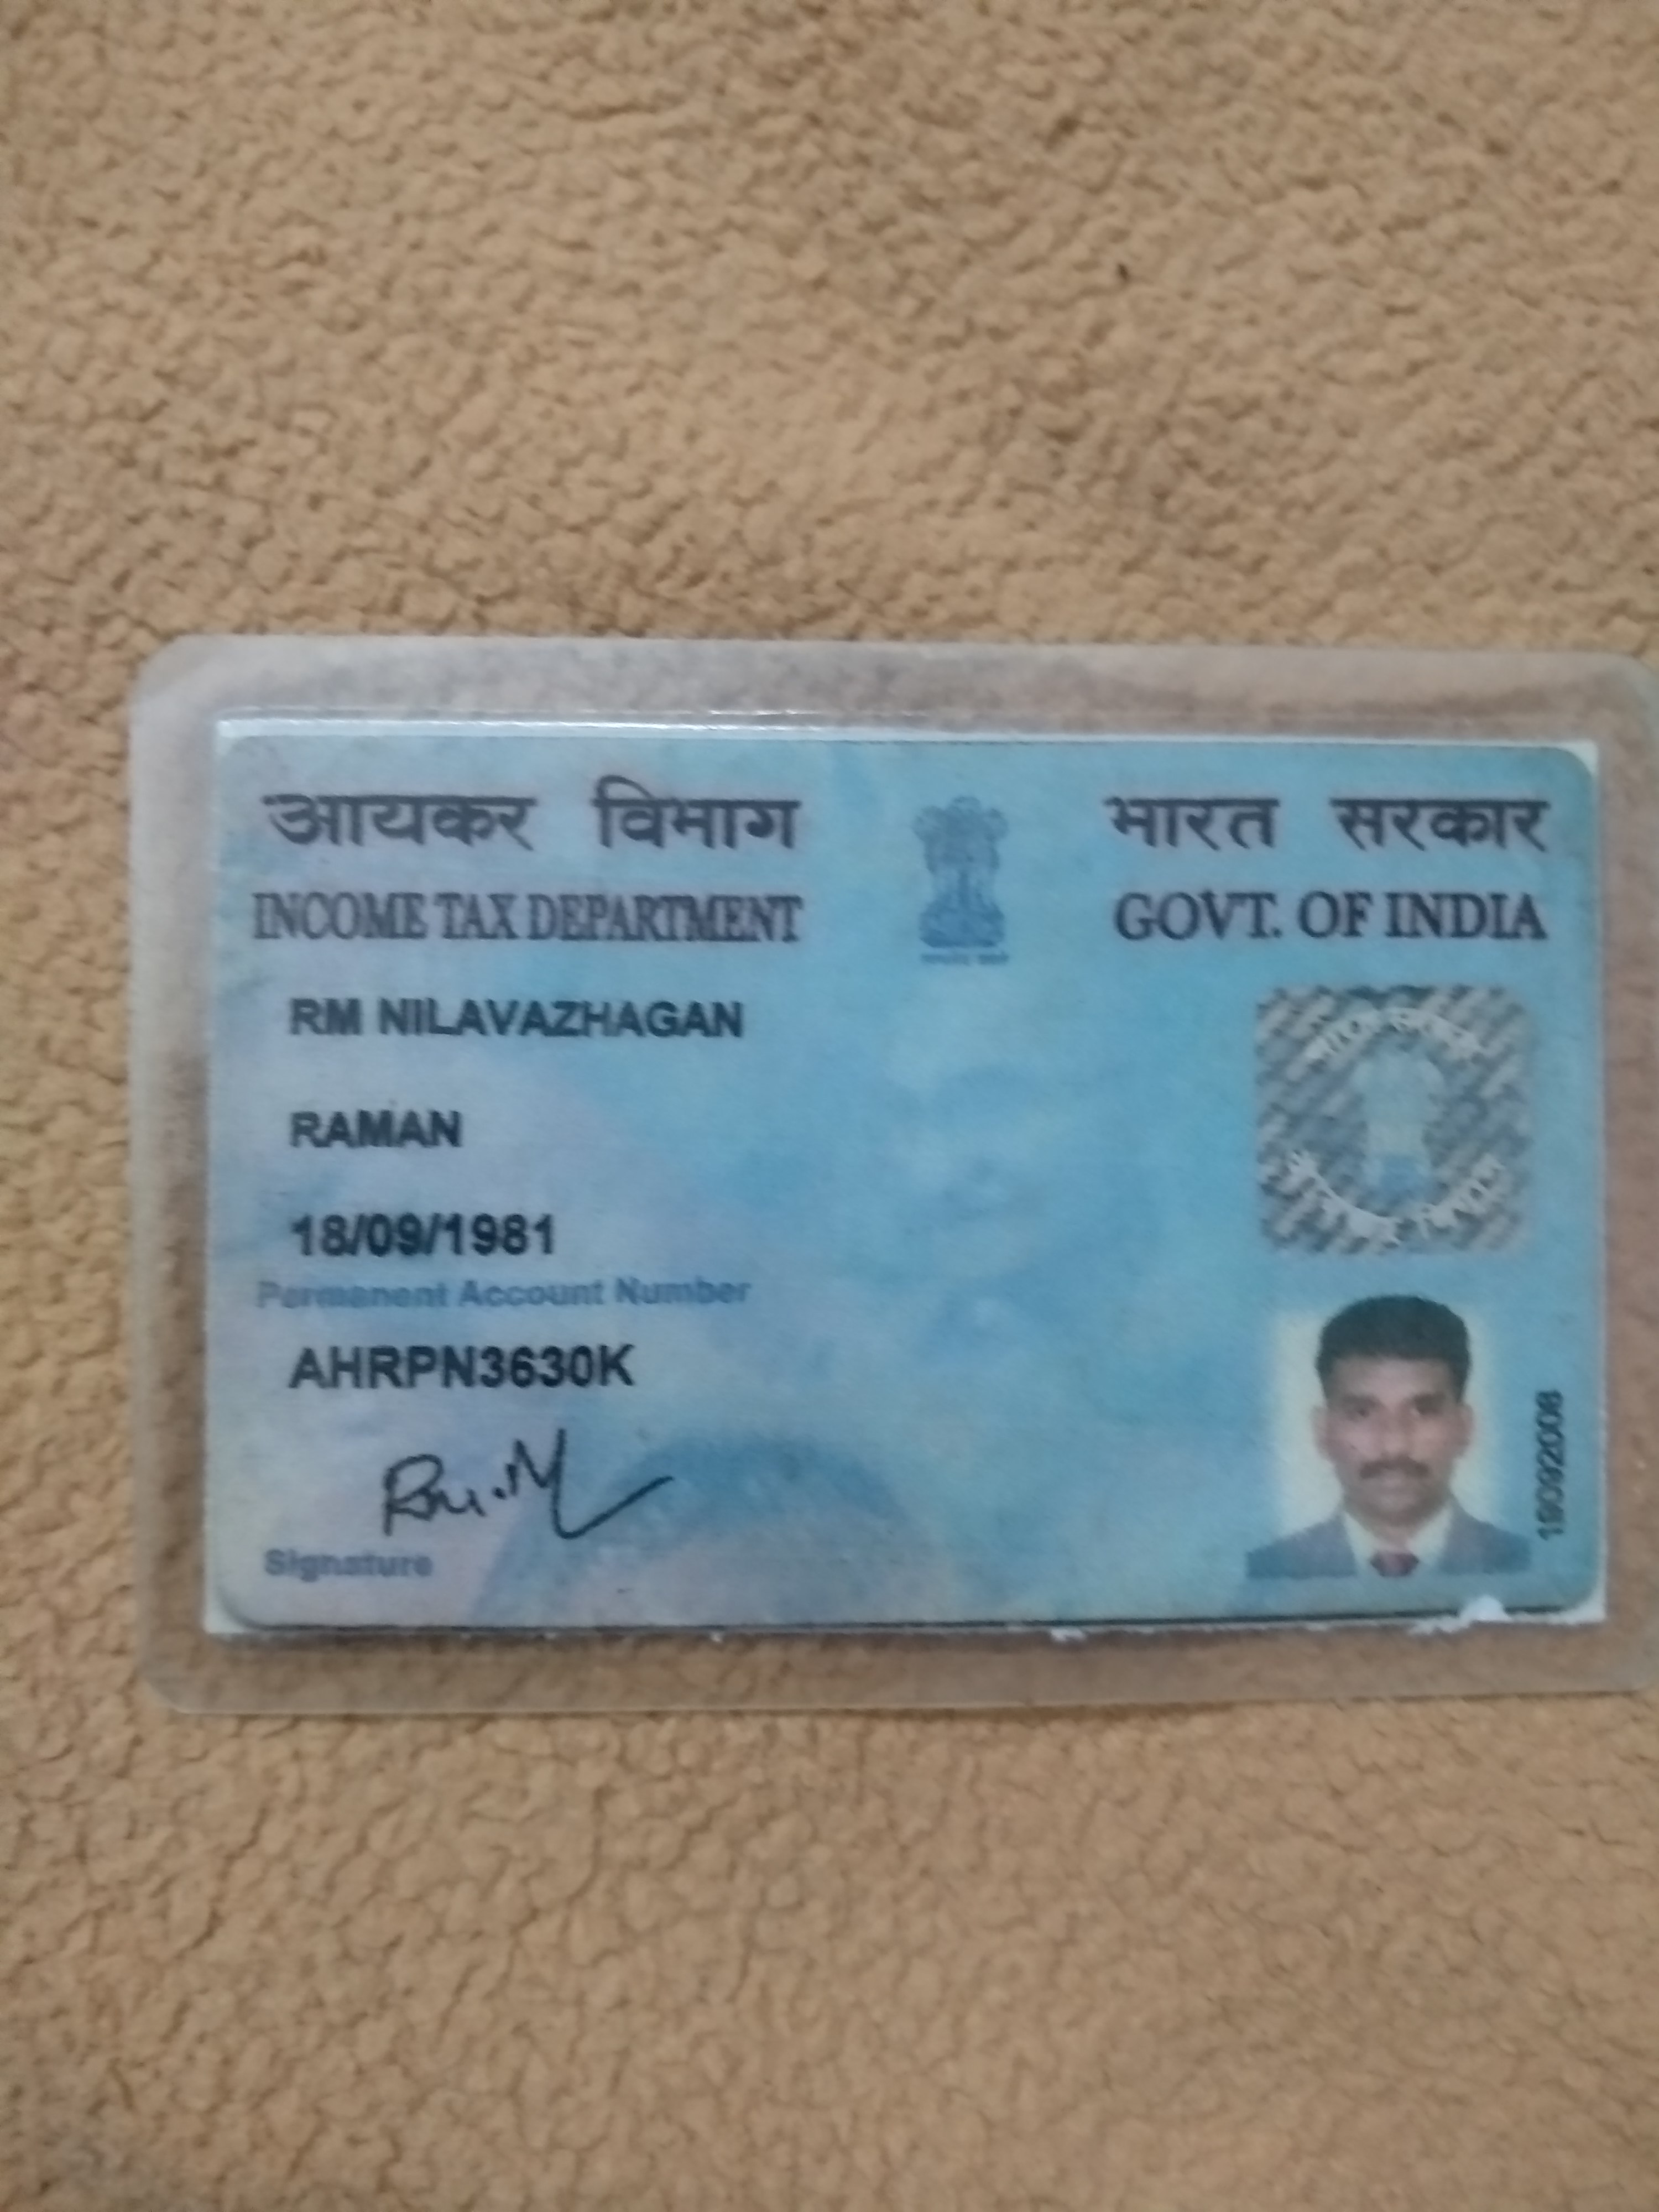 आयकर विभाग
INCOME TAX DEPARTMENT
भारत सरकार
GOVT. OF INDIA
RM NILAVAZHAGAN
RAMAN
18/09/1981
Permanent Account Number
AHRPN3630K
Signature
19092008